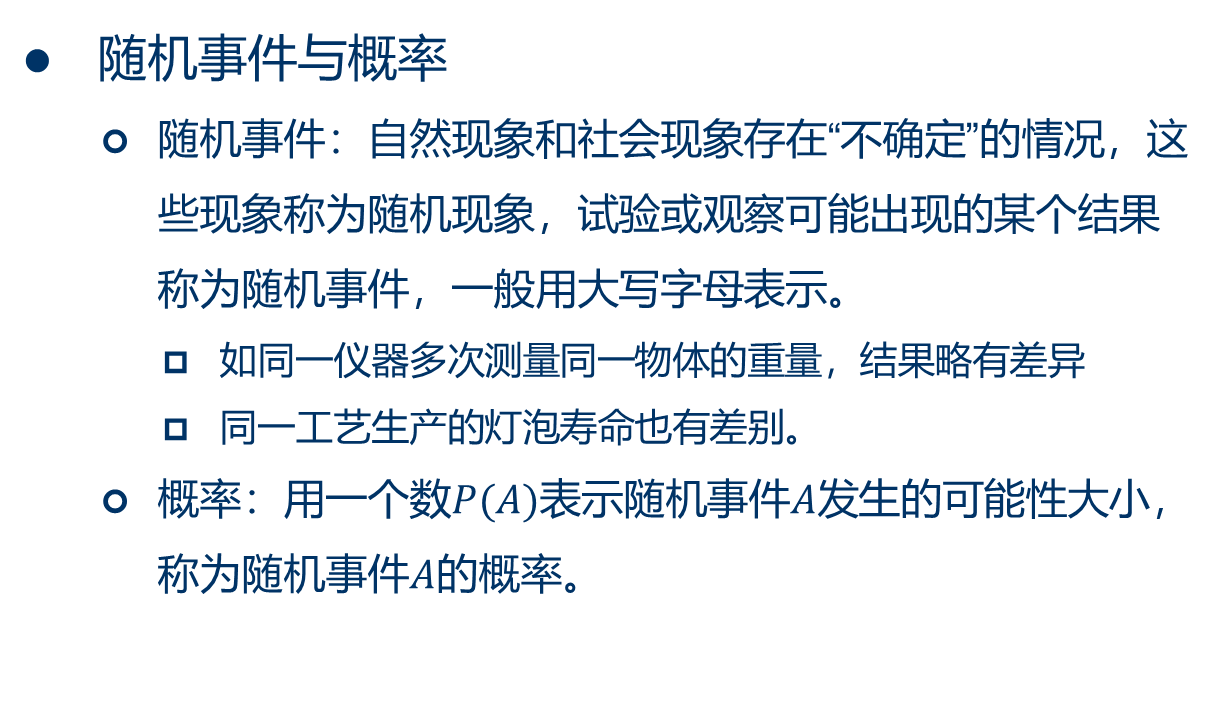 随机事件与概率
随机事件：自然现象和社会现象存在“不确定”的情况，这
些现象称为随机现象，试验或观察可能出现的某个结果
称为随机事件，一般用大写字母表示。
如同一仪器多次测量同一物体的重量，结果略有差异
同一工艺生产的灯泡寿命也有差别。
概率：用一个数P(A)表示随机事件A发生的可能性大小，
称为随机事件A的概率。